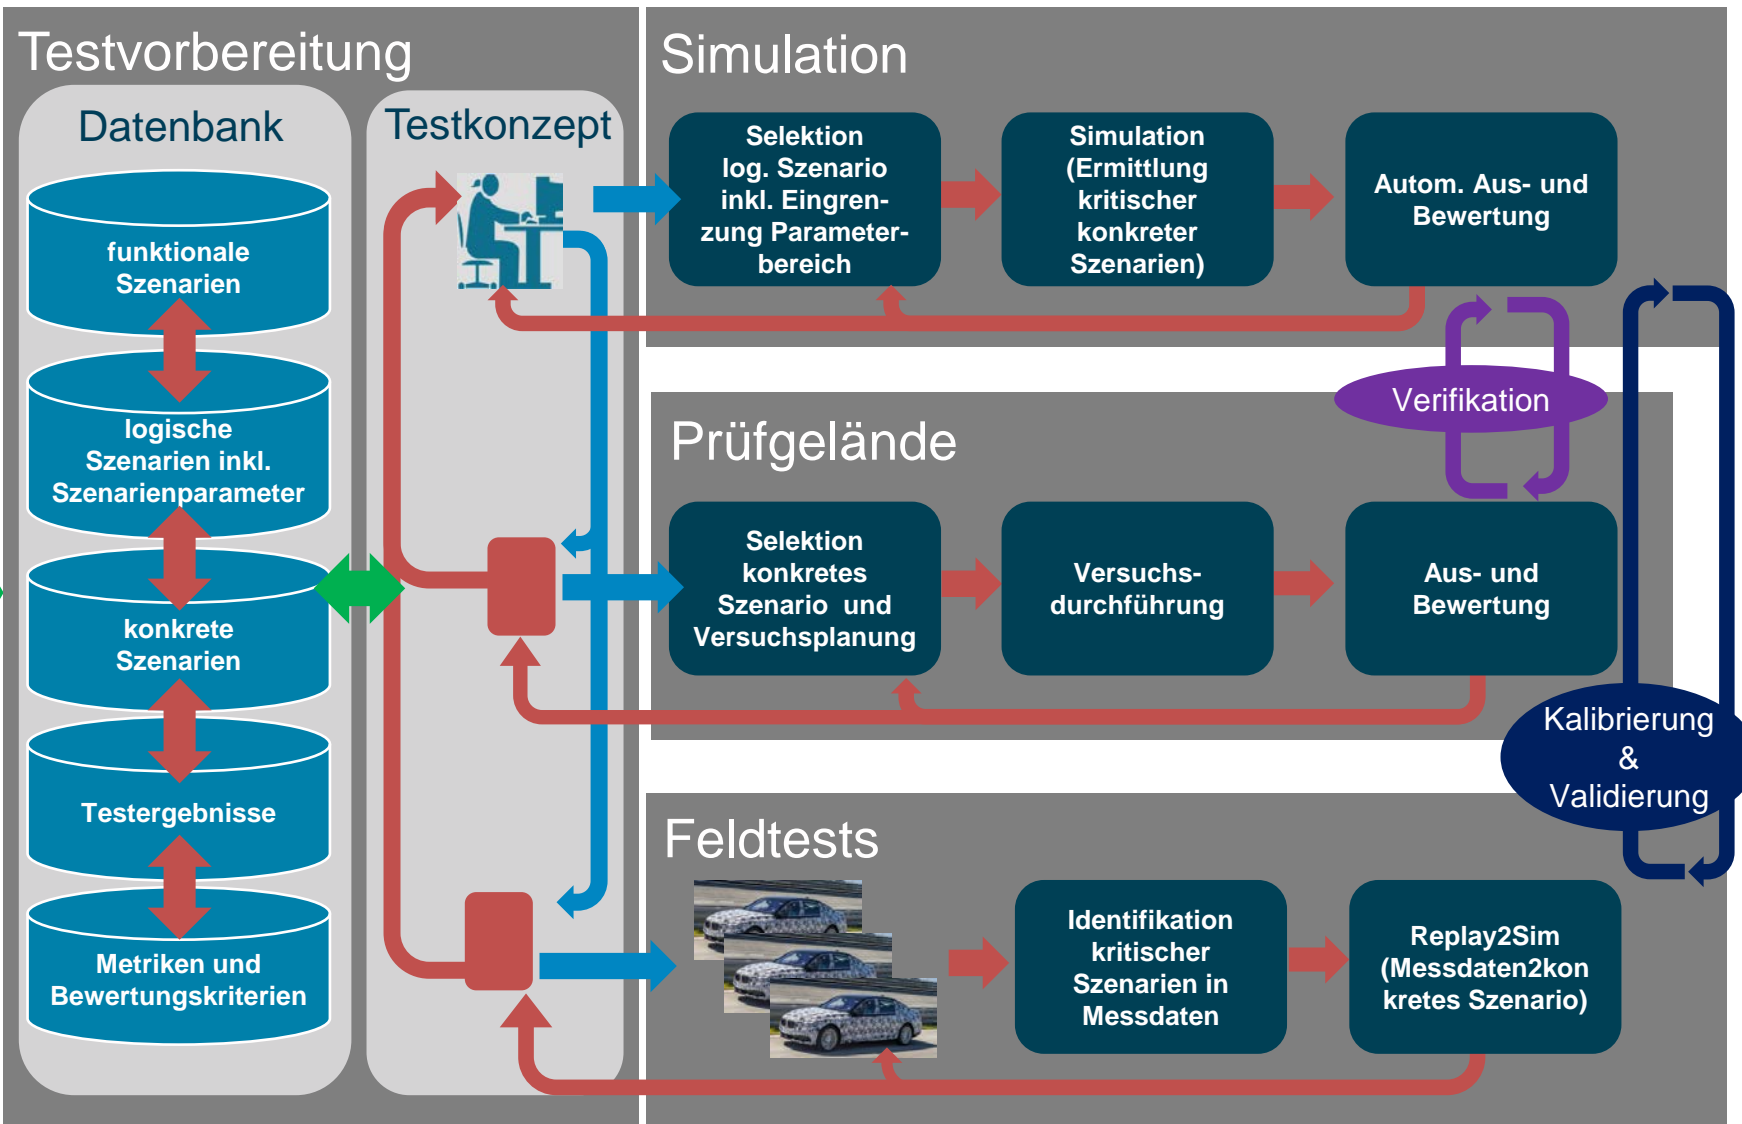 Testvorbereitung
Datenbank
funktionale
Szenarien
logische
Szenarien inkl.
Szenarienparameter
konkrete
Szenarien
Testergebnisse
Metriken und
Bewertungskriterien
Testkonzept
Simulation
Selektion
log. Szenario
inkl. Eingren-
zung Parameter-
bereich
Simulation
(Ermittlung
kritischer
konkreter
Szenarien)
Autom. Aus- und
Bewertung
Verifikation
Prüfgelände
Selektion
konkretes
Szenario und
Versuchsplanung
Versuchs-
durchführung
Aus- und
Bewertung
Kalibrierung
&
Validierung
Feldtests
Identifikation
kritischer
Szenarien in
Messdaten
Replay2Sim
(Messdaten2kon
kretes Szenario)